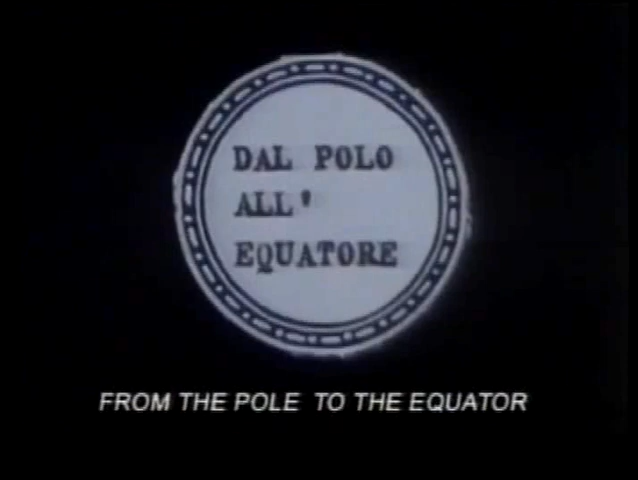 DAL POLO
ALL'
EQUATORE
FROM THE POLE TO THE EQUATOR